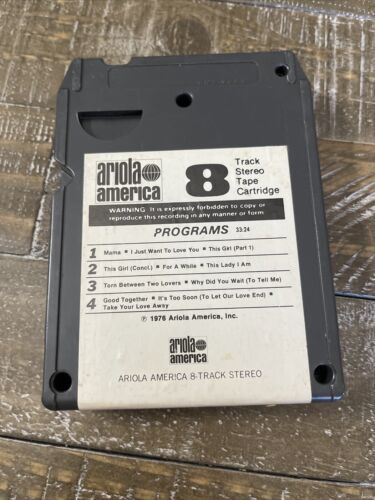 ariola
america
8
Track
Stereo
Tape
Cartridge
WARNING It is expressly forbidden to copy or
reproduce this recording in any manner or form
PROGRAMS 33:24
1 Mama ■ I Just Want To Love You ■ This Girl (Part 1)
2 This Girl (Concl.) ■ For A While ■ This Lady I Am
3 Torn Between Two Lovers ■ Why Did You Wait (To Tell Me)
4 Good Together ■ It's Too Soon (To Let Our Love End) ■
Take Your Love Away
℗ 1976 Ariola America, Inc.
ariola
america
ARIOLA AMERICA 8-TRACK STEREO